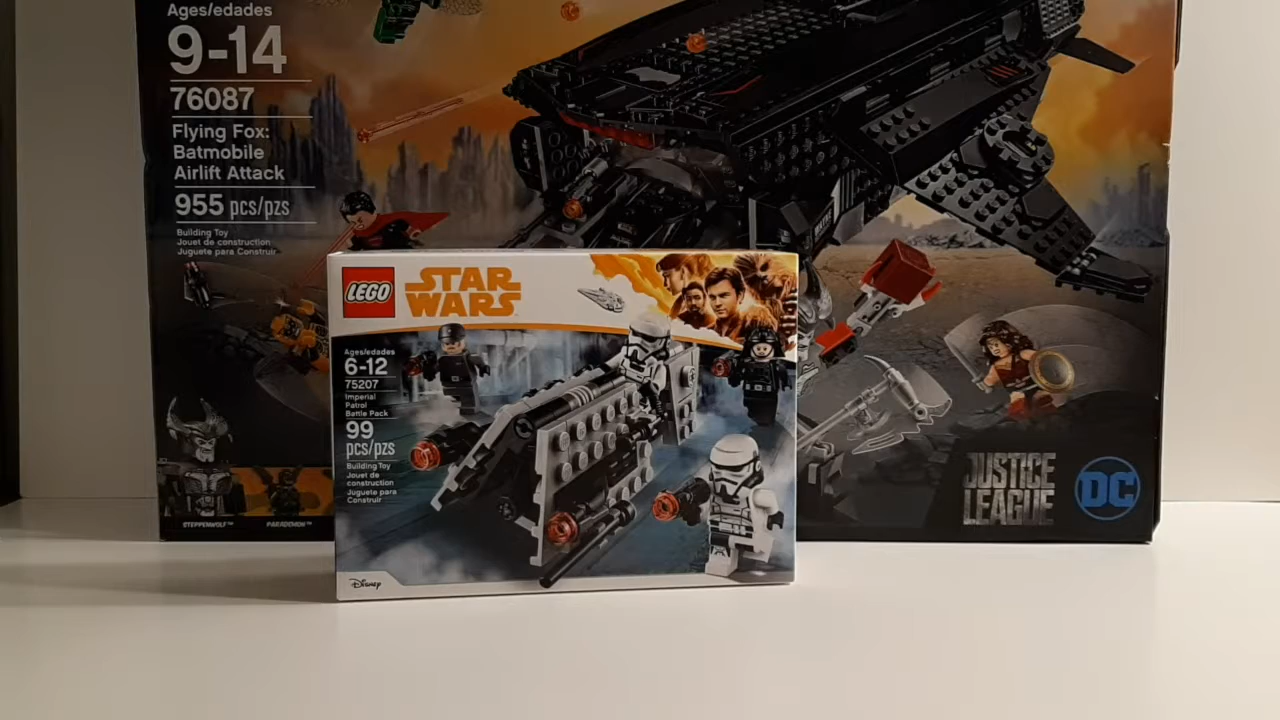 Ages/edades
9-14
76087
Flying Fox:
Batmobile
Airlift Attack
955 pcs/pzs
Building Toy
Jouet de construction
Juguete para Construir
STEPPENWOLF™
PARADEMON™
JUSTICE
LEAGUE
DC
LEGO
STAR
WARS
Ages/edades
6-12
75207
Imperial
Patrol
Battle Pack
99
pcs/pzs
Building Toy
Jouet de
construction
Juguete para
Construir
Disney